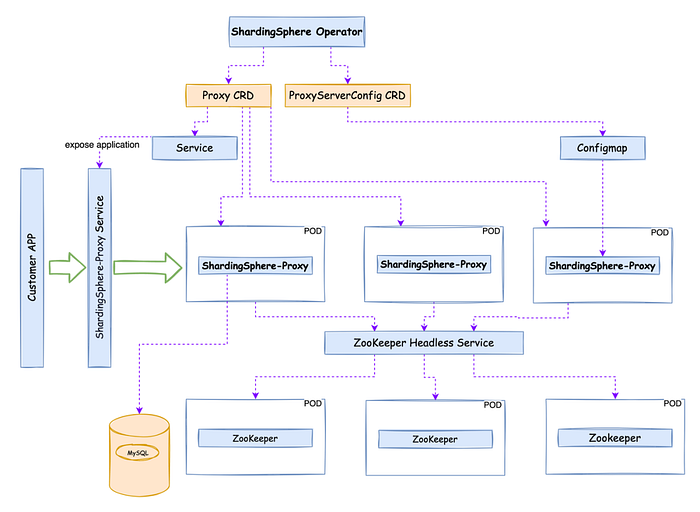 ShardingSphere Operator
Proxy CRD
ProxyServerConfig CRD
expose application
Service
Configmap
Customer APP
ShardingSphere-Proxy Service
POD
ShardingSphere-Proxy
POD
ShardingSphere-Proxy
POD
ShardingSphere-Proxy
ZooKeeper Headless Service
MySQL
POD
ZooKeeper
POD
ZooKeeper
POD
Zookeeper